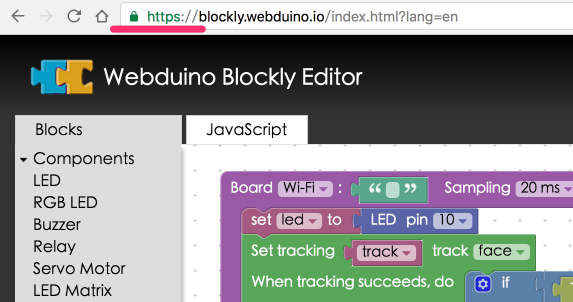 https://blockly.webduino.io/index.html?lang=en
Webduino Blockly Editor
Blocks
JavaScript
Components
LED
RGB LED
Buzzer
Relay
Servo Motor
LED Matrix
Board Wi-Fi : “ ” Sampling 20 ms
set led to LED pin 10
Set tracking track track face
When tracking succeeds, do if